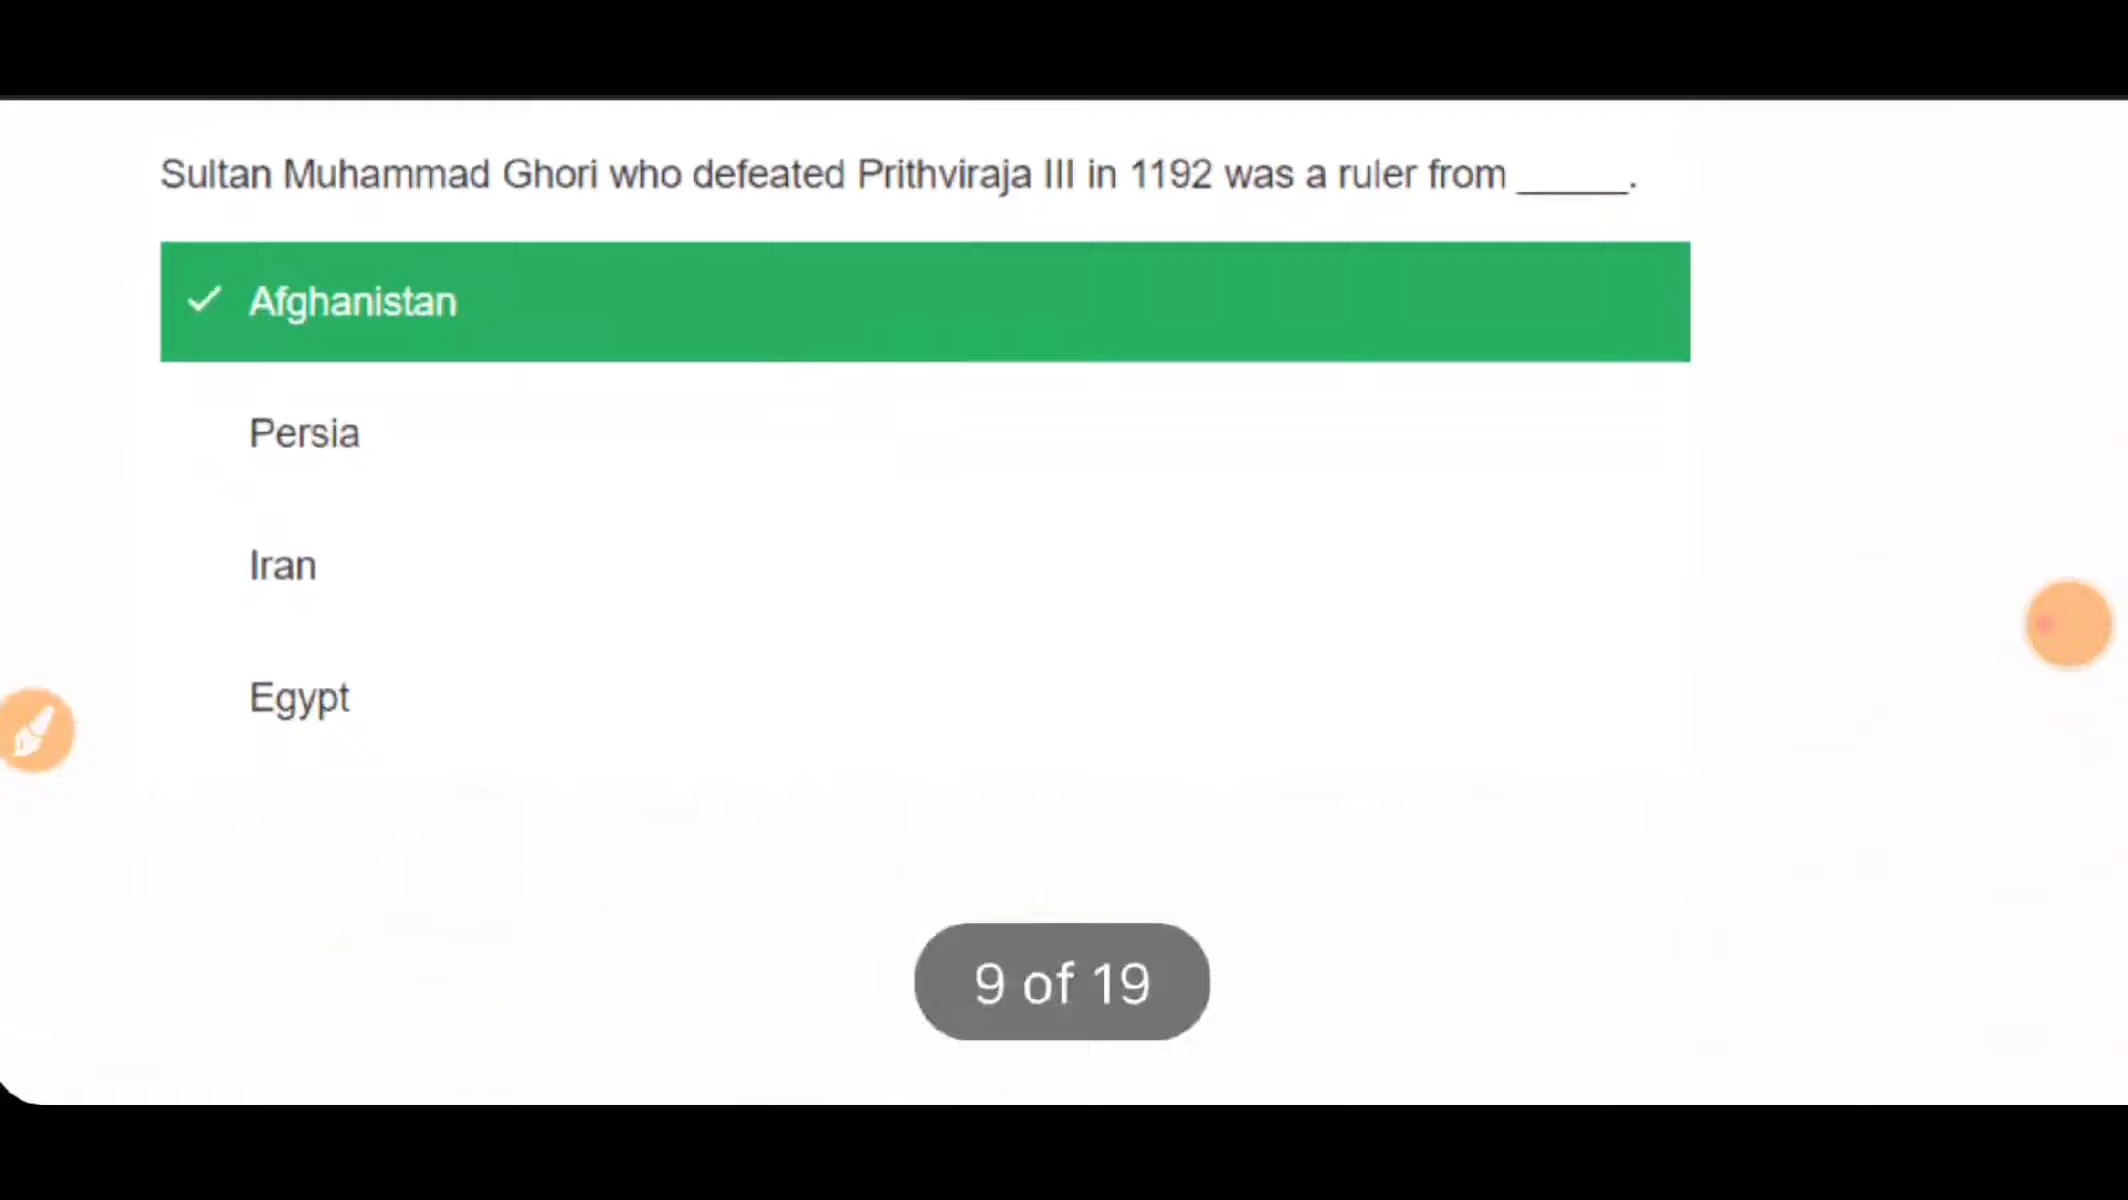 Sultan Muhammad Ghori who defeated Prithviraja III in 1192 was a ruler from _____.
Afghanistan
Persia
Iran
Egypt
9 of 19